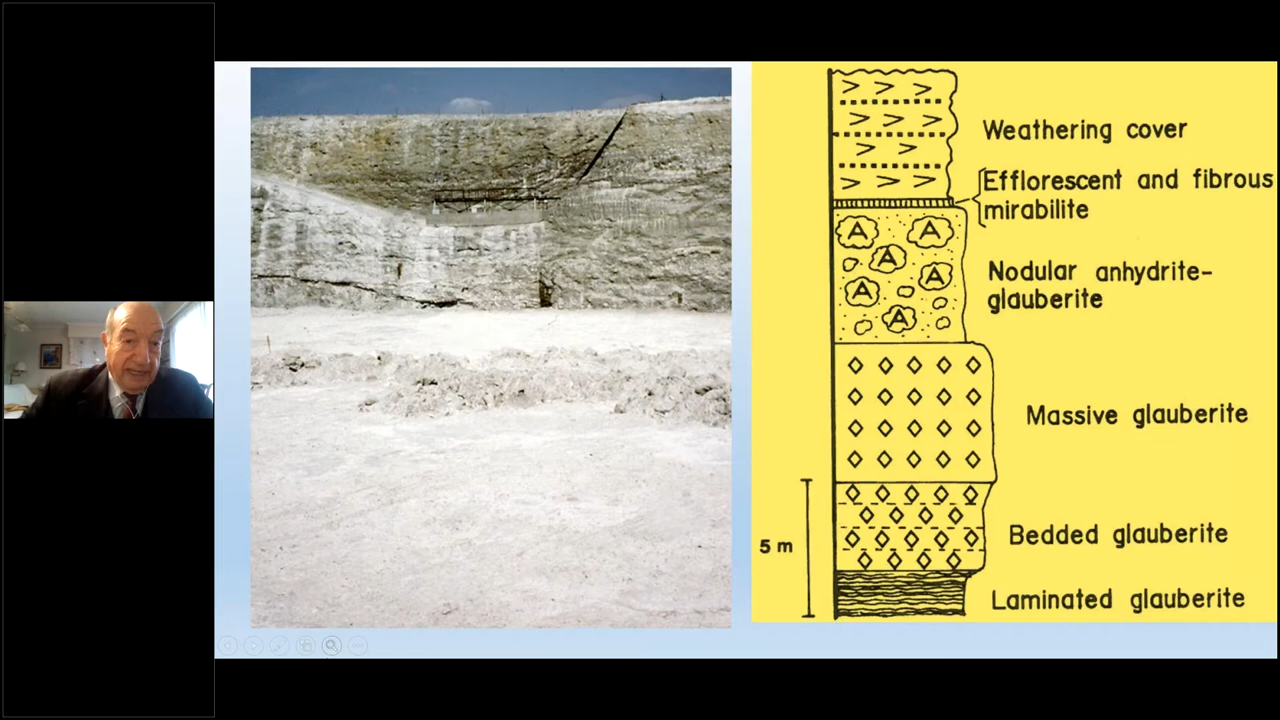 Weathering cover
Efflorescent and fibrous
mirabilite
A A
A
A
A
A
Nodular anhydrite-
glauberite
Massive glauberite
5 m
Bedded glauberite
Laminated glauberite